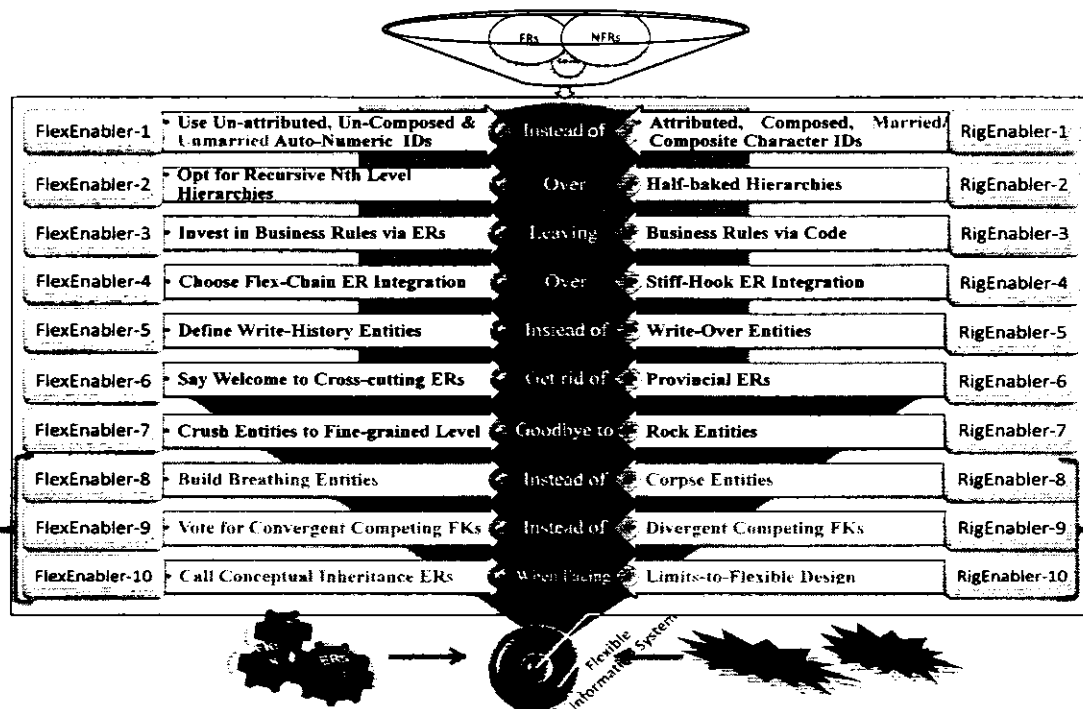 FRs NFRs
FlexEnabler-1 Use Un-attributed, Un-Composed & Instead of Attributed, Composed, Married/ RigEnabler-1
Unmarried Auto-Numeric IDs Composite Character IDs
FlexEnabler-2 Opt for Recursive Nth Level Over Half-baked Hierarchies RigEnabler-2
Hierarchies
FlexEnabler-3 Invest in Business Rules via ERs Leaving Business Rules via Code RigEnabler-3
FlexEnabler-4 Choose Flex-Chain ER Integration Over Stiff-Hook ER Integration RigEnabler-4
FlexEnabler-5 Define Write-History Entities Instead of Write-Over Entities RigEnabler-5
FlexEnabler-6 Say Welcome to Cross-cutting ERs Get rid of Provincial ERs RigEnabler-6
FlexEnabler-7 Crush Entities to Fine-grained Level Goodbye to Rock Entities RigEnabler-7
FlexEnabler-8 Build Breathing Entities Instead of Corpse Entities RigEnabler-8
FlexEnabler-9 Vote for Convergent Competing FKs Instead of Divergent Competing FKs RigEnabler-9
FlexEnabler-10 Call Conceptual Inheritance ERs When Facing Limits-to-Flexible Design RigEnabler-10
ERs
Flexible
Information System